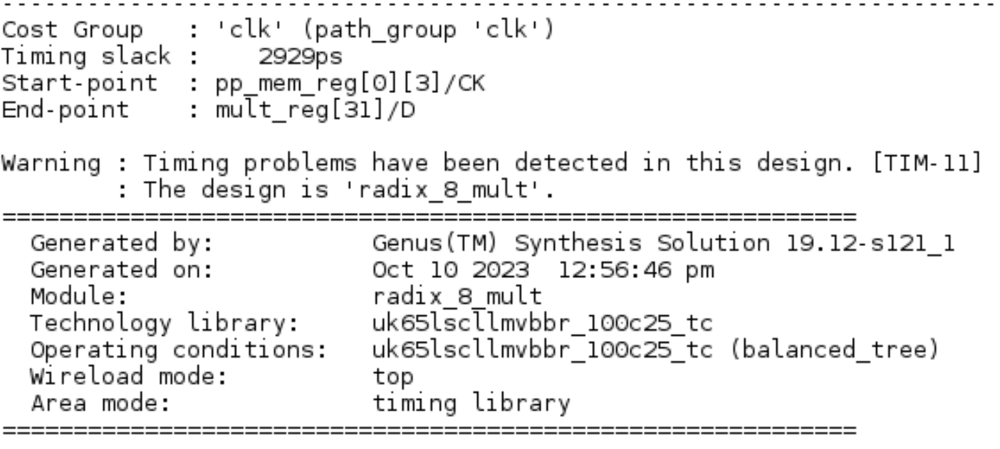 --------------------------------------------------------------------------------
Cost Group   : 'clk' (path_group 'clk')
Timing slack :    2929ps
Start-point  : pp_mem_reg[0][3]/CK
End-point    : mult_reg[31]/D
Warning : Timing problems have been detected in this design. [TIM-11]
        : The design is 'radix_8_mult'.
============================================================
  Generated by:           Genus(TM) Synthesis Solution 19.12-s121_1
  Generated on:           Oct 10 2023  12:56:46 pm
  Module:                 radix_8_mult
  Technology library:     uk65lscllmvbbr_100c25_tc
  Operating conditions:   uk65lscllmvbbr_100c25_tc (balanced_tree)
  Wireload mode:          top
  Area mode:              timing library
============================================================